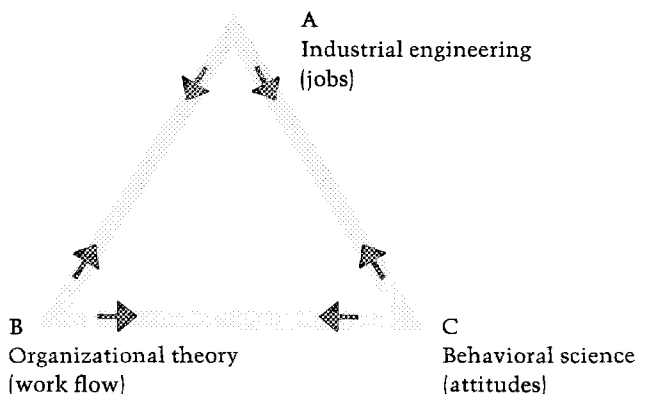 A
Industrial engineering
(jobs)
B
Organizational theory
(work flow)
C
Behavioral science
(attitudes)